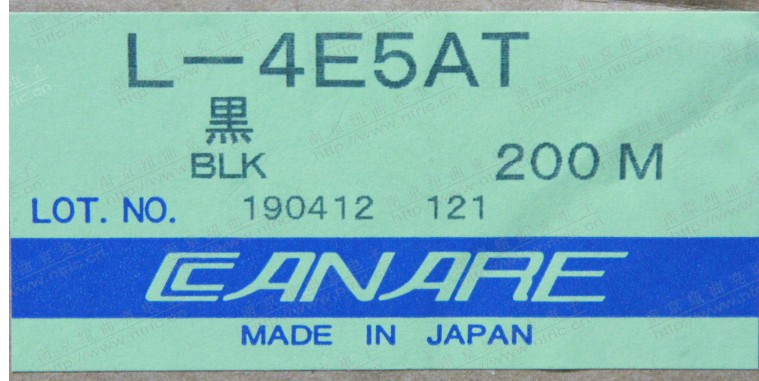 L-4E5AT
黒
BLK 200 M
LOT. NO. 190412 121
CANARE
MADE IN JAPAN